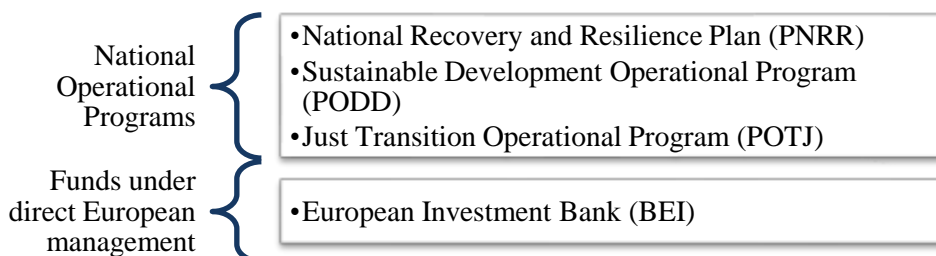 National
Operational
Programs
•National Recovery and Resilience Plan (PNRR)
•Sustainable Development Operational Program
(PODD)
•Just Transition Operational Program (POTJ)
Funds under
direct European
management
•European Investment Bank (BEI)